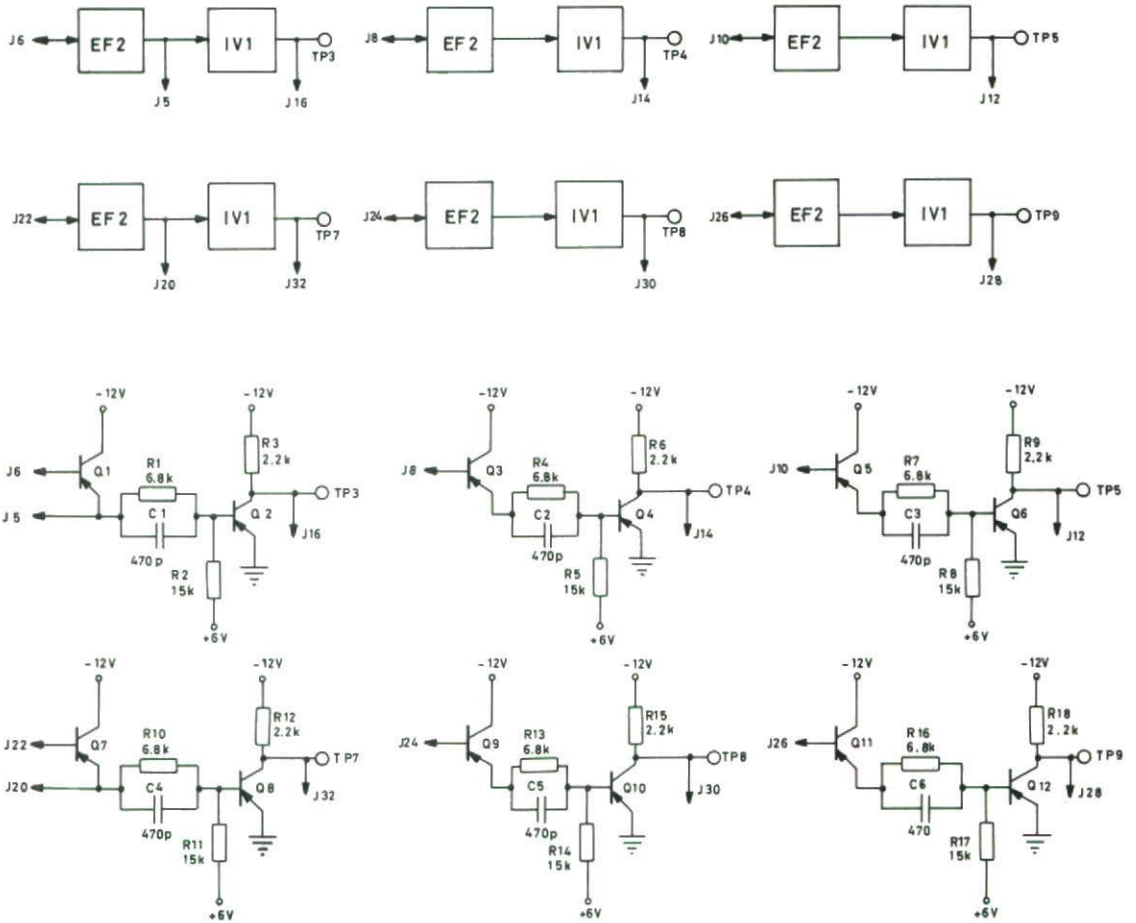 J6 EF2 IV1 TP3
J5 J16
J8 EF2 IV1 TP4
J14
J10 EF2 IV1 TP5
J12
J22 EF2 IV1 TP7
J20 J32
J24 EF2 IV1 TP8
J30
J26 EF2 IV1 TP9
J28
-12V -12V
R3
2.2k
J6 Q1 R1
6.8k
TP3
J5 C1 Q2
J16
470p
R2
15k
+6V
-12V -12V
R6
2.2k
J8 Q3 R4
6.8k
TP4
C2 Q4
J14
470p
R5
15k
+6V
-12V -12V
R9
2,2k
J10 Q5 R7
6.8k
TP5
C3 Q6
J12
470p
R8
15k
+6V
-12V -12V
R12
2.2k
J22 Q7 R10
6.8k
TP7
J20 C4 Q8
J32
470p
R11
15k
+6V
-12V -12V
R15
2.2k
J24 Q9 R13
6.8k
TP8
C5 Q10
J30
470p
R14
15k
+6V
-12V -12V
R18
2.2k
J26 Q11 R16
6.8k
TP9
C6 Q12
J28
470
R17
15k
+6V